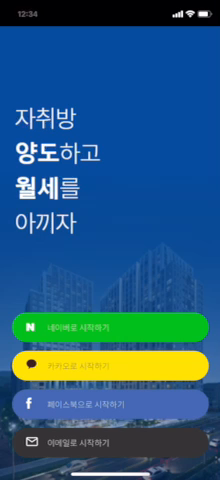 12:34
자취방
양도하고
월세를
아끼자
네이버로 시작하기
카카오로 시작하기
페이스북으로 시작하기
이메일로 시작하기